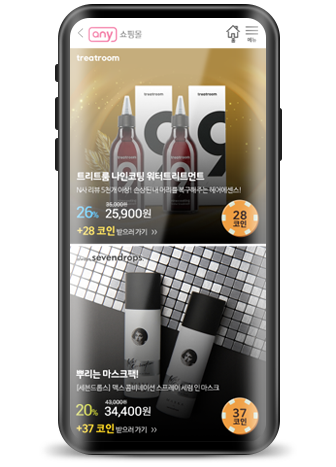 any 쇼핑몰
메뉴
treatroom
treatroom
트리트룸 나인코팅 워터트리트먼트
N사 리뷰 5천개 이상! 손상된 내 머리를 복구해주는 헤어에센스!
35,900원
26% 25,900원
+28 코인 받으러 가기 >>
28
코인
sevendrops
뿌리는 마스크팩!
[세븐드롭스] 맥스 콤비네이션 스프레이 세럼 인 마스크
43,000원
20% 34,400원
+37 코인 받으러 가기 >>
37
코인